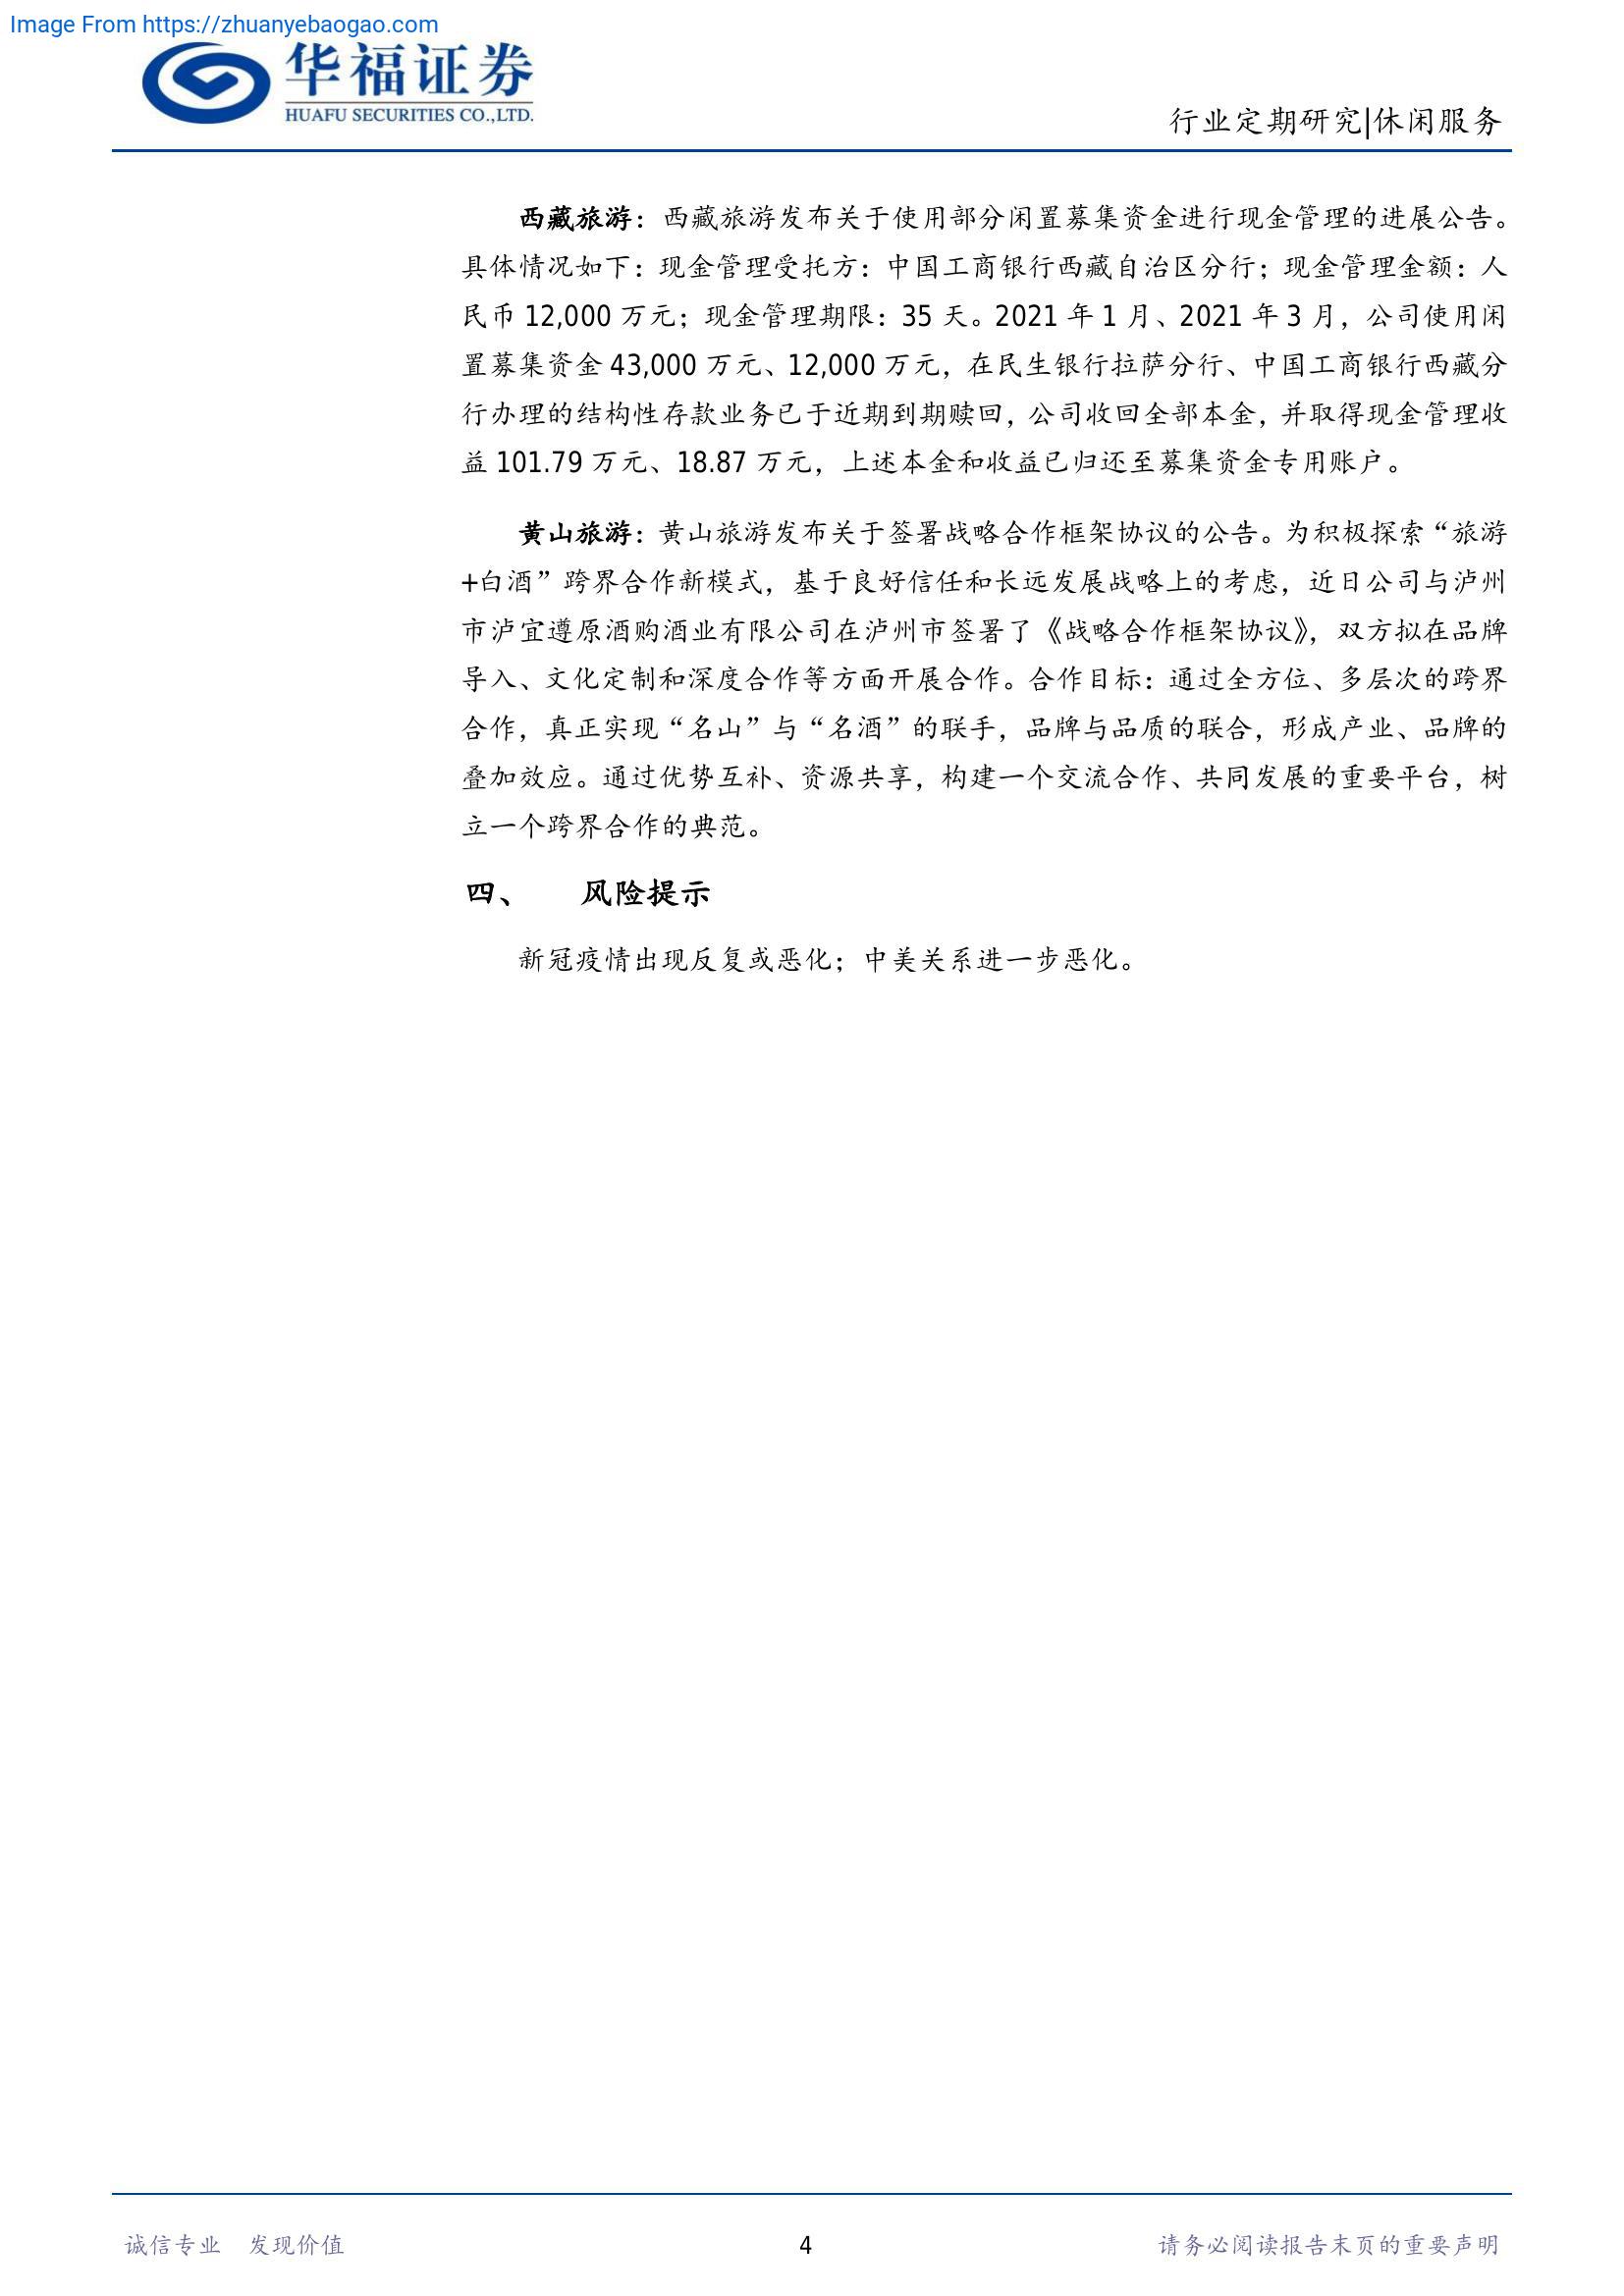 Image From https://zhuanyebaogao.com
华福证券
HUAFU SECURITIES CO.,LTD.
行业定期研究|休闲服务
西藏旅游：西藏旅游发布关于使用部分闲置募集资金进行现金管理的进展公告。
具体情况如下：现金管理受托方：中国工商银行西藏自治区分行；现金管理金额：人
民币 12,000 万元；现金管理期限：35 天。2021 年 1 月、2021 年 3 月，公司使用闲
置募集资金 43,000 万元、12,000 万元，在民生银行拉萨分行、中国工商银行西藏分
行办理的结构性存款业务已于近期到期赎回，公司收回全部本金，并取得现金管理收
益 101.79 万元、18.87 万元，上述本金和收益已归还至募集资金专用账户。
黄山旅游：黄山旅游发布关于签署战略合作框架协议的公告。为积极探索“旅游
+白酒”跨界合作新模式，基于良好信任和长远发展战略上的考虑，近日公司与泸州
市泸宜遵原酒购酒业有限公司在泸州市签署了《战略合作框架协议》，双方拟在品牌
导入、文化定制和深度合作等方面开展合作。合作目标：通过全方位、多层次的跨界
合作，真正实现“名山”与“名酒”的联手，品牌与品质的联合，形成产业、品牌的
叠加效应。通过优势互补、资源共享，构建一个交流合作、共同发展的重要平台，树
立一个跨界合作的典范。
四、 风险提示
新冠疫情出现反复或恶化；中美关系进一步恶化。
诚信专业 发现价值
4
请务必阅读报告末页的重要声明